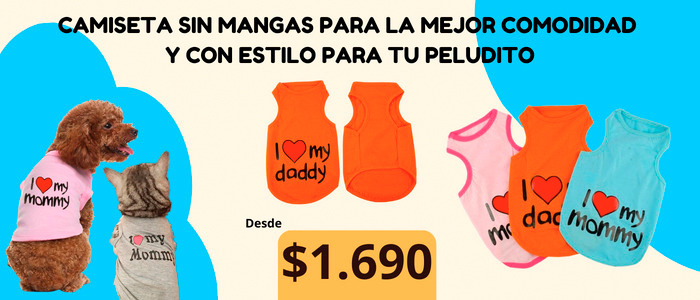 CAMISETA SIN MANGAS PARA LA MEJOR COMODIDAD
Y CON ESTILO PARA TU PELUDITO
I my
mommy
I my
Mommy
I my
daddy
I my
mommy
Desde
$1.690